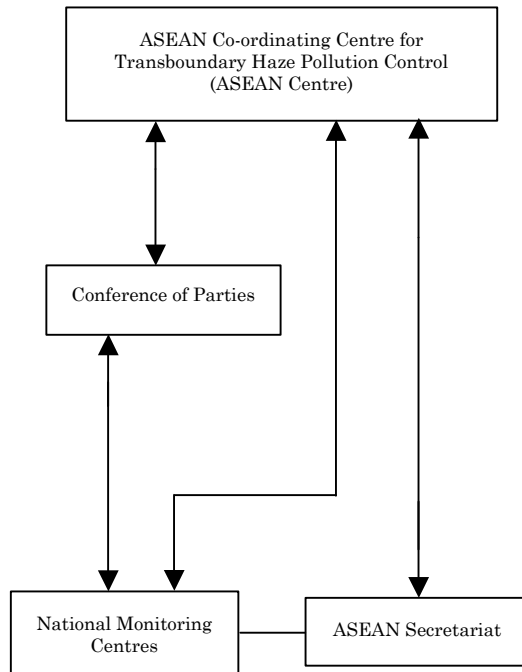 ASEAN Co-ordinating Centre for
Transboundary Haze Pollution Control
(ASEAN Centre)
Conference of Parties
National Monitoring
Centres
ASEAN Secretariat